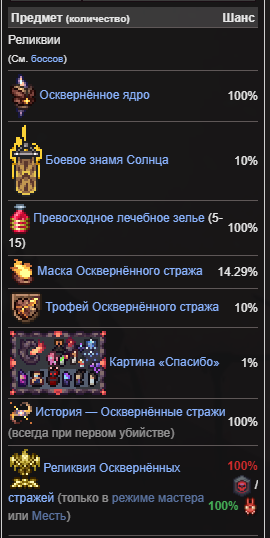 Предмет (количество) Шанс
Реликвии
(См. боссов)
Осквернённое ядро 100%
Боевое знамя Солнца 10%
Превосходное лечебное зелье (5-
15) 100%
Маска Осквернённого стража 14.29%
Трофей Осквернённого стража 10%
Картина «Спасибо» 1%
История — Осквернённые стражи
(всегда при первом убийстве) 100%
Реликвия Осквернённых 100%
/
стражей (только в режиме мастера 100%
или Месть)